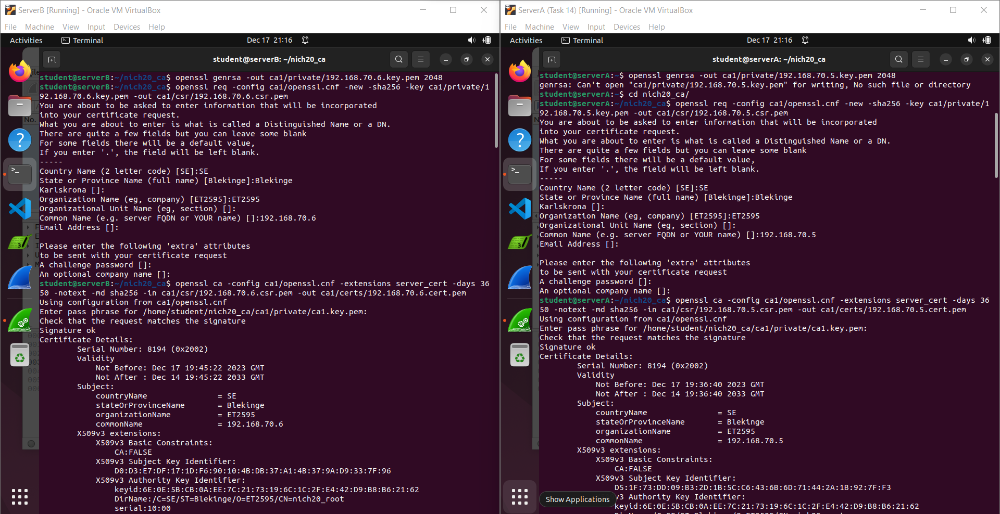 ServerB [Running] - Oracle VM VirtualBox
File Machine View Input Devices Help
Activities Terminal Dec 17 21:16
student@serverB: ~/nich20_ca
student@serverB:~/nich20_ca$ openssl genrsa -out ca1/private/192.168.70.6.key.pem 2048
student@serverB:~/nich20_ca$ openssl req -config ca1/openssl.cnf -new -sha256 -key ca1/private/1
92.168.70.6.key.pem -out ca1/csr/192.168.70.6.csr.pem
You are about to be asked to enter information that will be incorporated
into your certificate request.
What you are about to enter is what is called a Distinguished Name or a DN.
There are quite a few fields but you can leave some blank
For some fields there will be a default value,
If you enter '.', the field will be left blank.
-----
Country Name (2 letter code) [SE]:SE
State or Province Name (full name) [Blekinge]:Blekinge
Karlskrona []:
Organization Name (eg, company) [ET2595]:ET2595
Organizational Unit Name (eg, section) []:
Common Name (e.g. server FQDN or YOUR name) []:192.168.70.6
Email Address []:
Please enter the following 'extra' attributes
to be sent with your certificate request
A challenge password []:
An optional company name []:
student@serverB:~/nich20_ca$ openssl ca -config ca1/openssl.cnf -extensions server_cert -days 36
50 -notext -md sha256 -in ca1/csr/192.168.70.6.csr.pem -out ca1/certs/192.168.70.6.cert.pem
Using configuration from ca1/openssl.cnf
Enter pass phrase for /home/student/nich20_ca/ca1/private/ca1.key.pem:
Check that the request matches the signature
Signature ok
Certificate Details:
Serial Number: 8194 (0x2002)
Validity
Not Before: Dec 17 19:45:22 2023 GMT
Not After : Dec 14 19:45:22 2033 GMT
Subject:
countryName = SE
stateOrProvinceName = Blekinge
organizationName = ET2595
commonName = 192.168.70.6
X509v3 extensions:
X509v3 Basic Constraints:
CA:FALSE
X509v3 Subject Key Identifier:
D0:D3:E7:DF:17:1D:F6:90:10:4B:DB:37:A1:4B:37:9A:D9:33:7F:96
X509v3 Authority Key Identifier:
keyid:6E:0E:5B:CB:0A:EE:7C:21:73:19:6C:1C:2F:E4:42:D9:B8:B6:21:62
DirName:/C=SE/ST=Blekinge/O=ET2595/CN=nich20_root
serial:10:00
ServerA (Task 14) [Running] - Oracle VM VirtualBox
File Machine View Input Devices Help
Activities Terminal Dec 17 21:16
student@serverA: ~/nich20_ca
student@serverA:~$ openssl genrsa -out ca1/private/192.168.70.5.key.pem 2048
genrsa: Can't open "ca1/private/192.168.70.5.key.pem" for writing, No such file or directory
student@serverA:~$ cd nich20_ca/
student@serverA:~/nich20_ca$ openssl req -config ca1/openssl.cnf -new -sha256 -key ca1/private/1
92.168.70.5.key.pem -out ca1/csr/192.168.70.5.csr.pem
You are about to be asked to enter information that will be incorporated
into your certificate request.
What you are about to enter is what is called a Distinguished Name or a DN.
There are quite a few fields but you can leave some blank
For some fields there will be a default value,
If you enter '.', the field will be left blank.
-----
Country Name (2 letter code) [SE]:SE
State or Province Name (full name) [Blekinge]:Blekinge
Karlskrona []:
Organization Name (eg, company) [ET2595]:ET2595
Organizational Unit Name (eg, section) []:
Common Name (e.g. server FQDN or YOUR name) []:192.168.70.5
Email Address []:
Please enter the following 'extra' attributes
to be sent with your certificate request
A challenge password []:
An optional company name []:
student@serverA:~/nich20_ca$ openssl ca -config ca1/openssl.cnf -extensions server_cert -days 36
50 -notext -md sha256 -in ca1/csr/192.168.70.5.csr.pem -out ca1/certs/192.168.70.5.cert.pem
Using configuration from ca1/openssl.cnf
Enter pass phrase for /home/student/nich20_ca/ca1/private/ca1.key.pem:
Check that the request matches the signature
Signature ok
Certificate Details:
Serial Number: 8194 (0x2002)
Validity
Not Before: Dec 17 19:36:40 2023 GMT
Not After : Dec 14 19:36:40 2033 GMT
Subject:
countryName = SE
stateOrProvinceName = Blekinge
organizationName = ET2595
commonName = 192.168.70.5
X509v3 extensions:
X509v3 Basic Constraints:
CA:FALSE
X509v3 Subject Key Identifier:
D5:1F:73:DD:09:B3:2D:1B:5C:C6:43:6B:6D:71:44:2A:1B:92:7F:F3
v3 Authority Key Identifier:
keyid:6E:0E:5B:CB:0A:EE:7C:21:73:19:6C:1C:2F:E4:42:D9:B8:B6:21:62
Show Applications